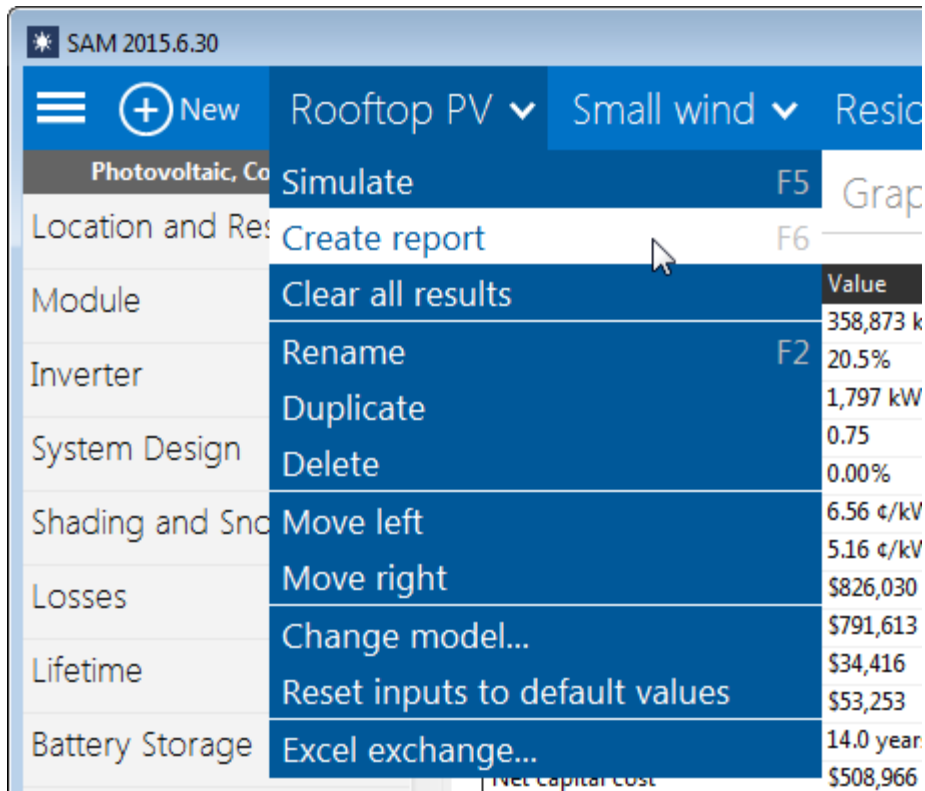 SAM 2015.6.30
New
Rooftop PV
Small wind
Resid
Photovoltaic, Co
Location and Res
Module
Inverter
System Design
Shading and Sno
Losses
Lifetime
Battery Storage
Simulate F5
Create report F6
Clear all results
Rename F2
Duplicate
Delete
Move left
Move right
Change model...
Reset inputs to default values
Excel exchange...
Grap
Value
358,873 k
20.5%
1,797 kW
0.75
0.00%
6.56 ¢/kW
5.16 ¢/kW
$826,030
$791,613
$34,416
$53,253
14.0 years
Net capital cost $508,966